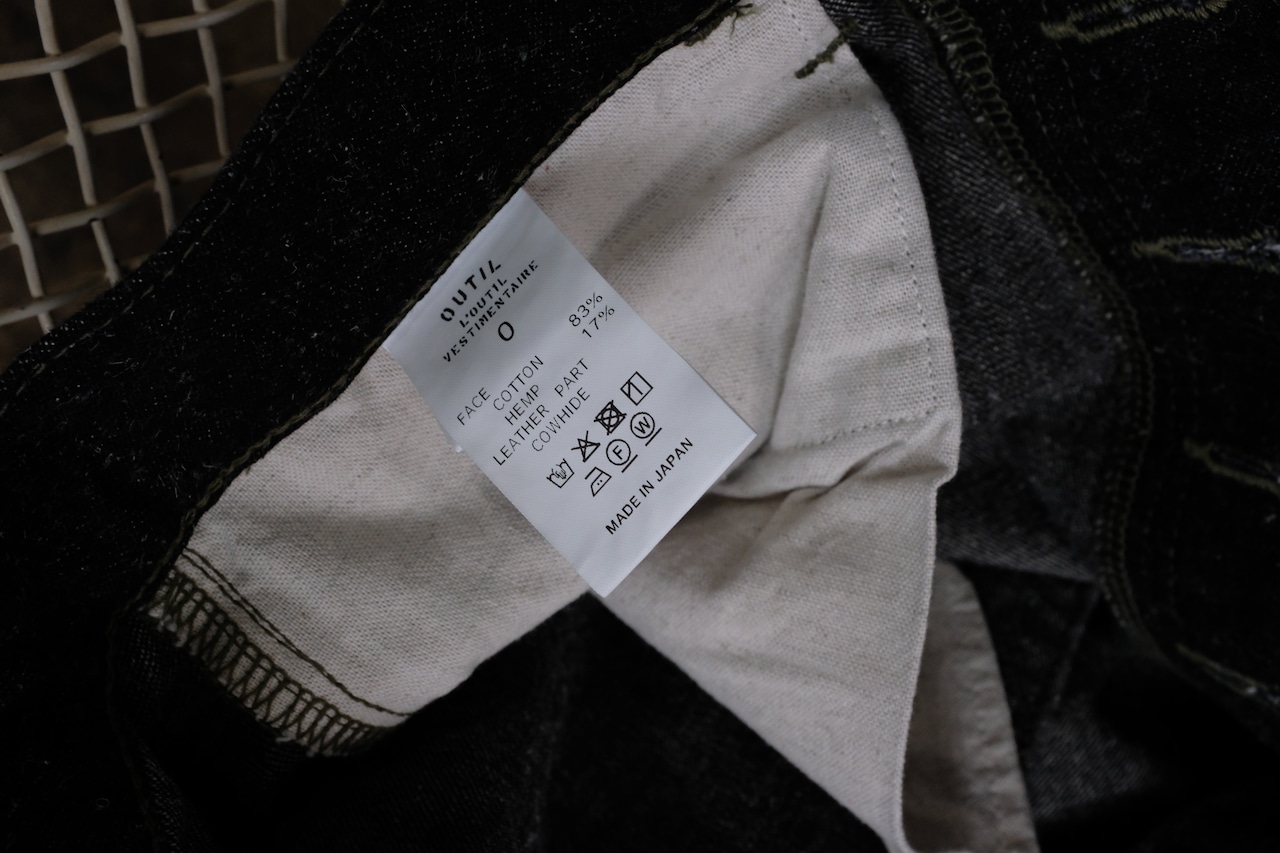 OUTIL
L'OUTIL
VESTIMENTAIRE
0
FACE
COTTON 83%
HEMP 17%
LEATHER PART
COWHIDE
F W
MADE IN JAPAN